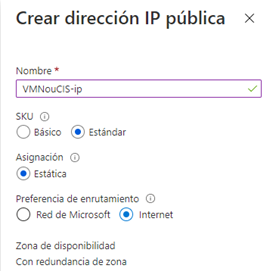 Crear dirección IP pública
Nombre *
VMNouCIS-ip
SKU
Básico Estándar
Asignación
Estática
Preferencia de enrutamiento
Red de Microsoft Internet
Zona de disponibilidad
Con redundancia de zona